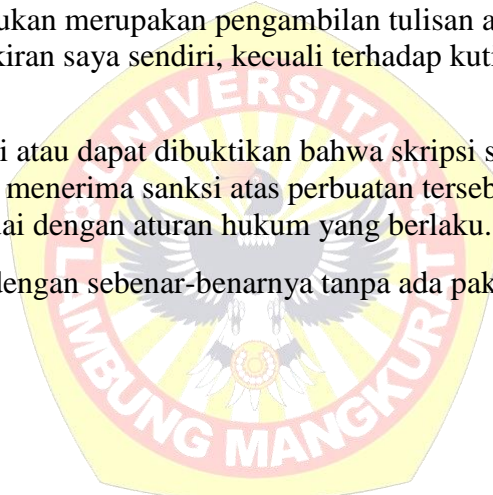 ukan merupakan pengambilan tulisan a
kiran saya sendiri, kecuali terhadap kuti
i atau dapat dibuktikan bahwa skripsi s
menerima sanksi atas perbuatan terseb
ai dengan aturan hukum yang berlaku.
dengan sebenar-benarnya tanpa ada pak
UNIVERSITAS
LAMBUNG MANGKURAT